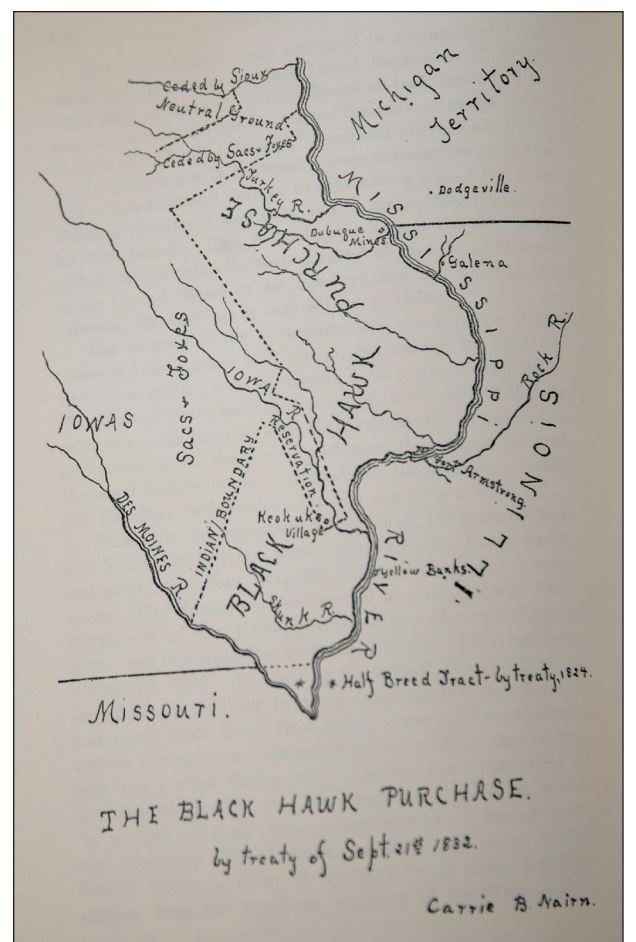 Ceded by Sioux
Neutral Ground.
Ceded by Sacs & Foxes
Michigan
Territory.
Turkey R.
Dodgeville.
Dubuque
Mines
Galena
MISSISSIPPI
RIVER
BLACK HAWK PURCHASE
Sacs & Foxes
IOWAS
IOWA R.
Reservation
Rock R.
ILLINOIS
Fort Armstrong.
INDIAN BOUNDARY
DES MOINES R.
Keokuks
Village
Yellow Banks.
Skunk R.
* * Half Breed Tract - by treaty, 1824.
Missouri.
THE BLACK HAWK PURCHASE.
by treaty of Sept. 21st 1832.
Carrie B Nairn.